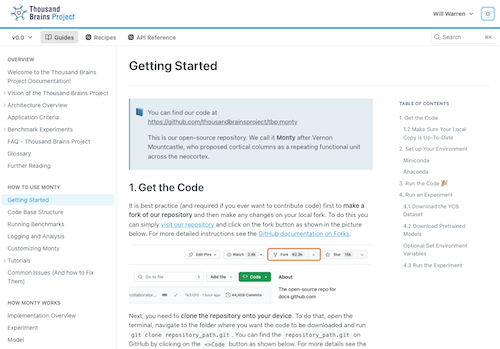 Thousand
Brains Project
Will Warren
v0.0
Guides
Recipes
API Reference
Search
⌘K
OVERVIEW
Welcome to the Thousand Brains
Project Documentation!
Vision of the Thousand Brains Project
Architecture Overview
Application Criteria
Benchmark Experiments
FAQ - Thousand Brains Project
Glossary
Further Reading
HOW TO USE MONTY
Getting Started
Code Base Structure
Running Benchmarks
Logging and Analysis
Customizing Monty
Tutorials
Common Issues (And how to Fix
Them)
HOW MONTY WORKS
Implementation Overview
Experiment
Model
Getting Started
You can find our code at
https://github.com/thousandbrainsproject/tbp.monty
This is our open-source repository. We call it Monty after Vernon
Mountcastle, who proposed cortical columns as a repeating functional unit
across the neocortex.
1. Get the Code
It is best practice (and required if you ever want to contribute code) first to make a
fork of our repository and then make any changes on your local fork. To do this you
can simply visit our repository and click on the fork button as shown in the picture
below. For more detailed instructions see the GitHub documentation on Forks.
Edit Pins
Watch
Fork
Star
Go to file
t
Add file
Code
About
The open-source repo for
docs.github.com
collaborator...
1 hour ago
Commits
Next, you need to clone the repository onto your device. To do that, open the
terminal, navigate to the folder where you want the code to be downloaded and run
git clone repository_path.git. You can find the repository_path.git on
GitHub by clicking on the <>Code button as shown below. For more details see the
TABLE OF CONTENTS
1. Get the Code
1.2 Make Sure Your Local
Copy is Up-To-Date
2. Set up Your Environment
Miniconda
Anaconda
3. Run the Code 🎉
4. Run an Experiment
4.1 Download the YCB
Dataset
4.2 Download Pretrained
Models
Optional Set Environment
Variables
4.3 Run the Experiment